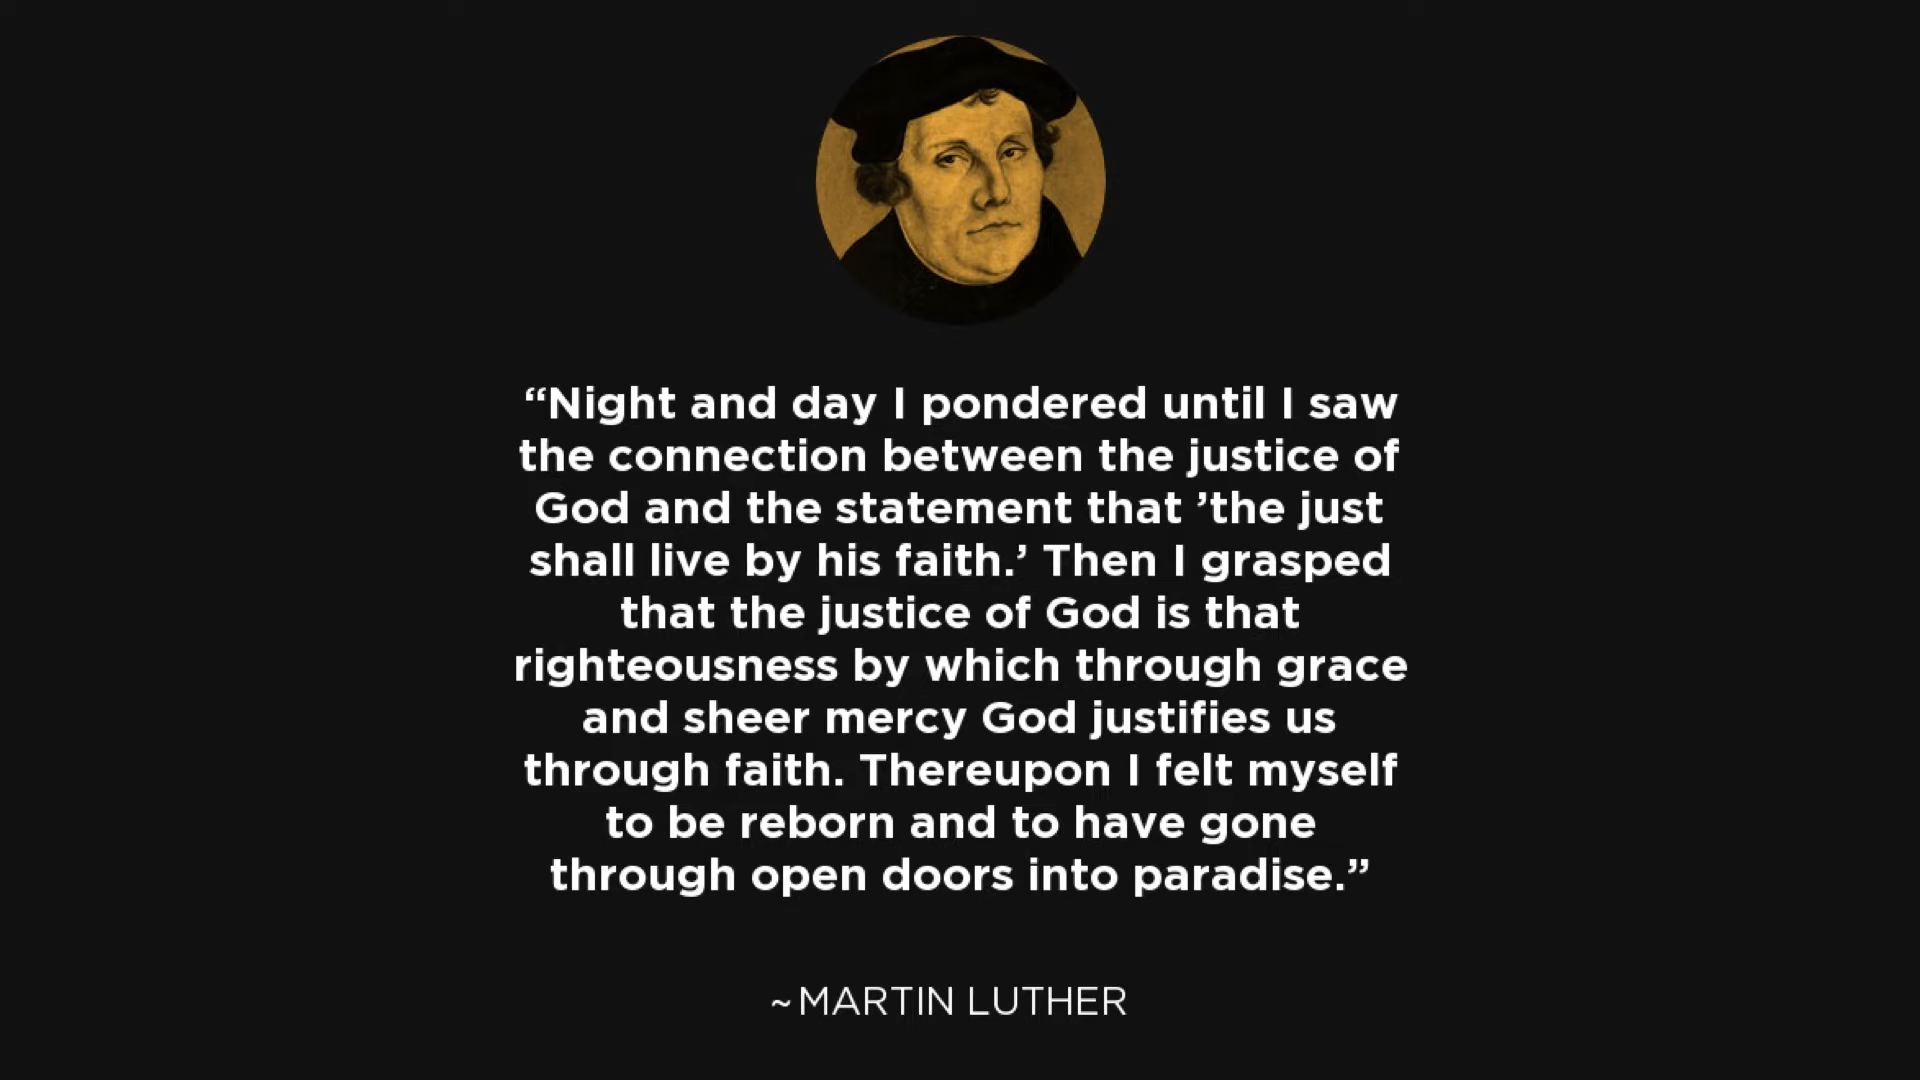 “Night and day I pondered until I saw
the connection between the justice of
God and the statement that ’the just
shall live by his faith.’ Then I grasped
that the justice of God is that
righteousness by which through grace
and sheer mercy God justifies us
through faith. Thereupon I felt myself
to be reborn and to have gone
through open doors into paradise.”
~MARTIN LUTHER